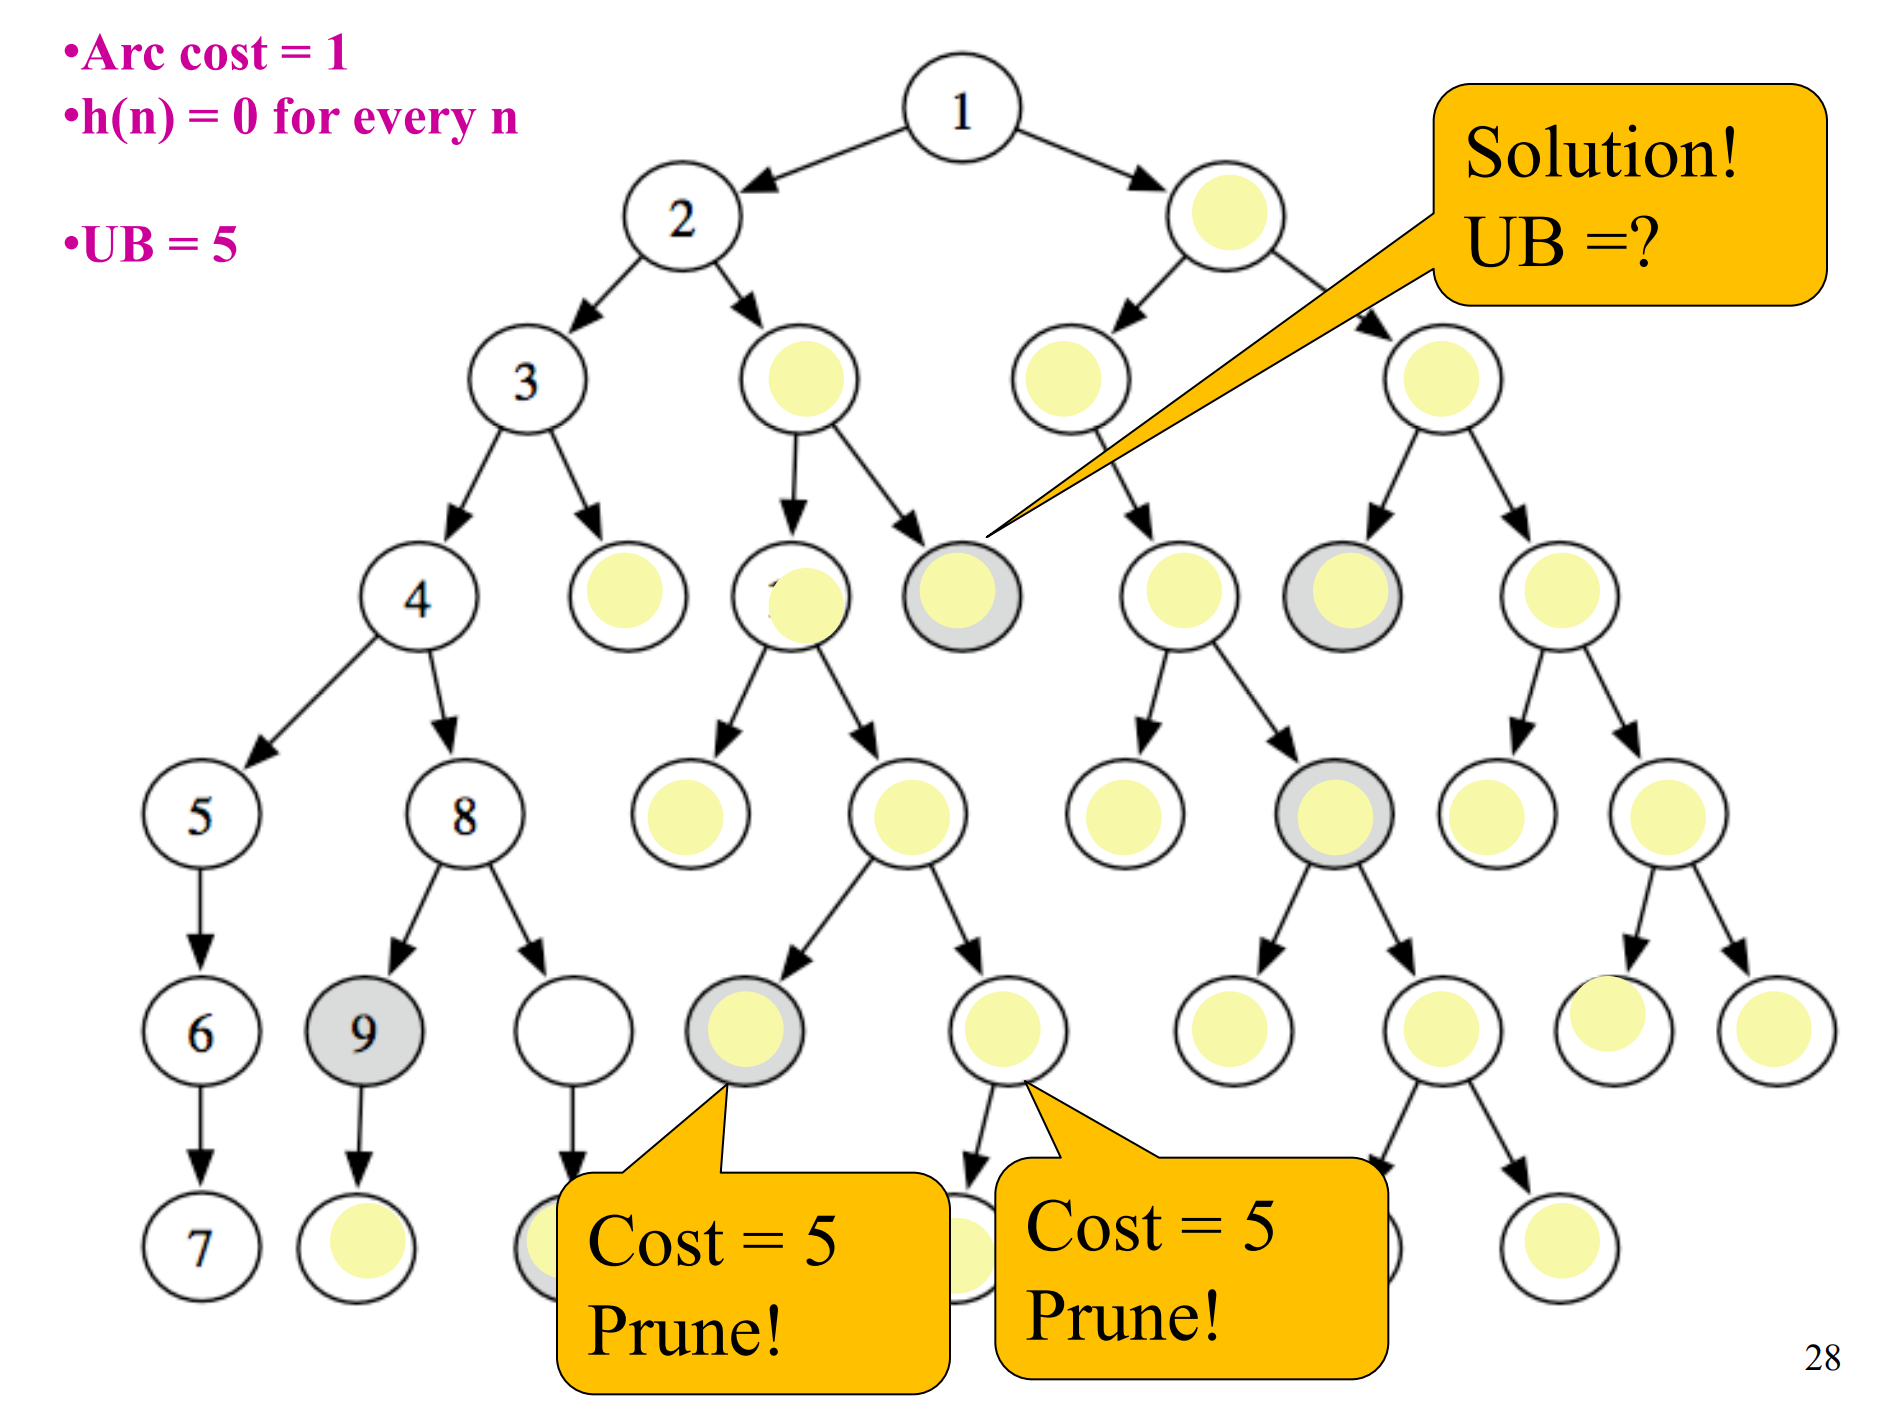 •Arc cost = 1
•h(n) = 0 for every n
•UB = 5
1
Solution!
UB =?
2
3
4
5
8
6
9
7
Cost = 5
Prune!
Cost = 5
Prune!
28